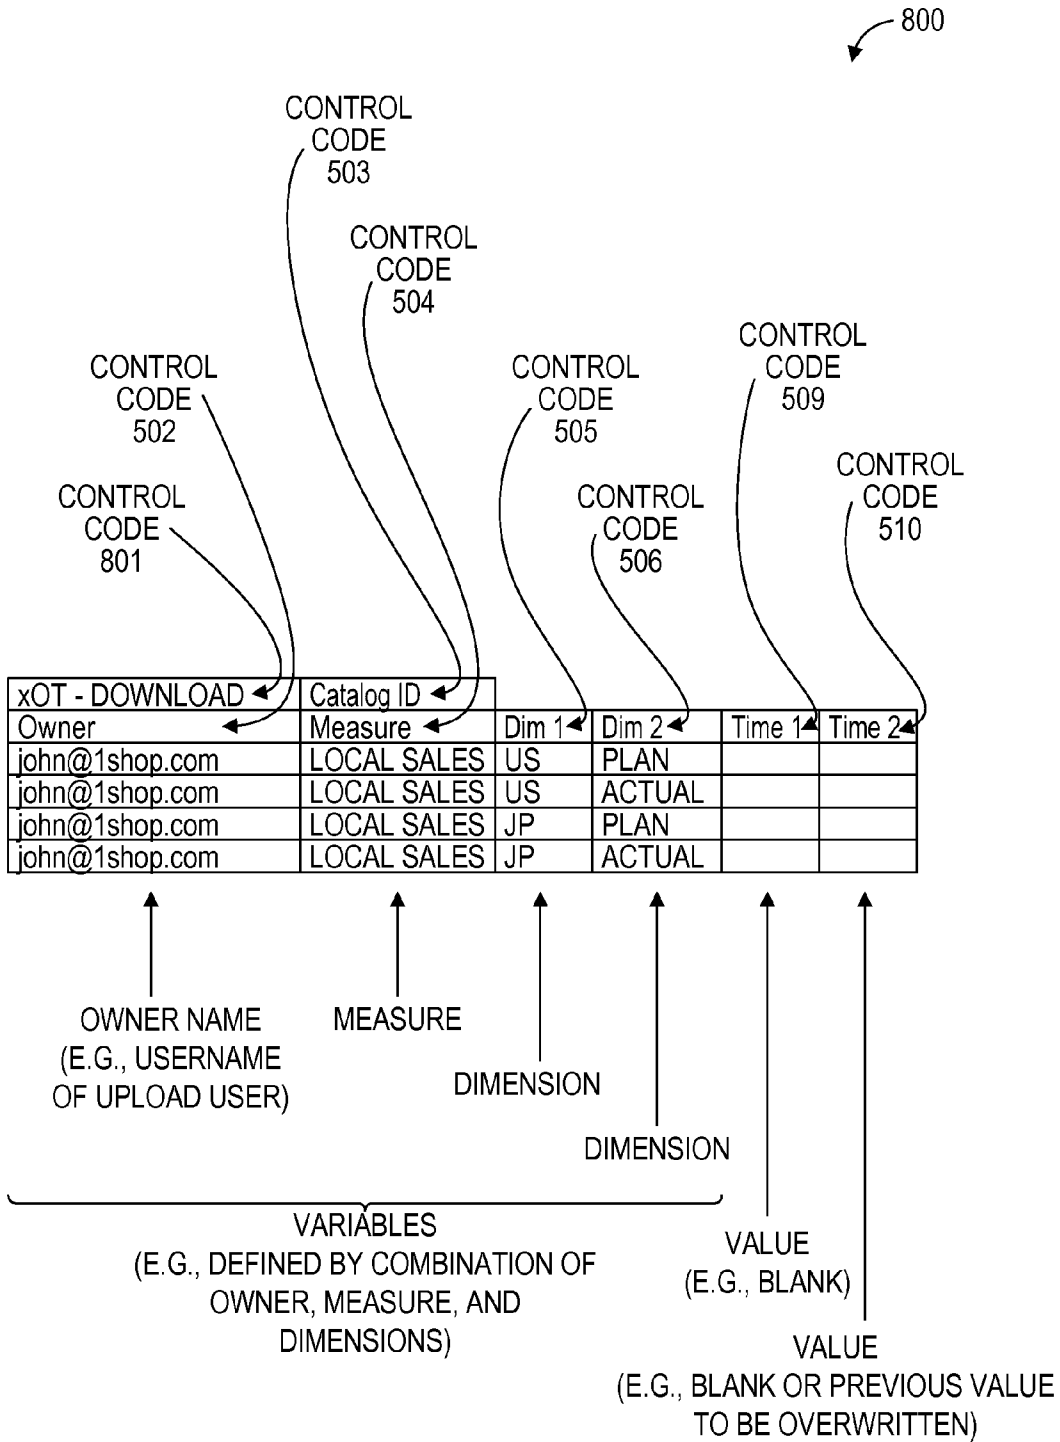 800
CONTROL
CODE
503
CONTROL
CODE
504
CONTROL
CODE
509
CONTROL
CODE
502
CONTROL
CODE
505
CONTROL
CODE
510
CONTROL
CODE
801
CONTROL
CODE
506
xOT - DOWNLOAD Catalog ID
Owner Measure Dim 1 Dim 2 Time 1 Time 2
john@1shop.com LOCAL SALES US PLAN
john@1shop.com LOCAL SALES US ACTUAL
john@1shop.com LOCAL SALES JP PLAN
john@1shop.com LOCAL SALES JP ACTUAL
OWNER NAME
(E.G., USERNAME
OF UPLOAD USER)
MEASURE
DIMENSION
DIMENSION
VARIABLES
(E.G., DEFINED BY COMBINATION OF
OWNER, MEASURE, AND
DIMENSIONS)
VALUE
(E.G., BLANK)
VALUE
(E.G., BLANK OR PREVIOUS VALUE
TO BE OVERWRITTEN)